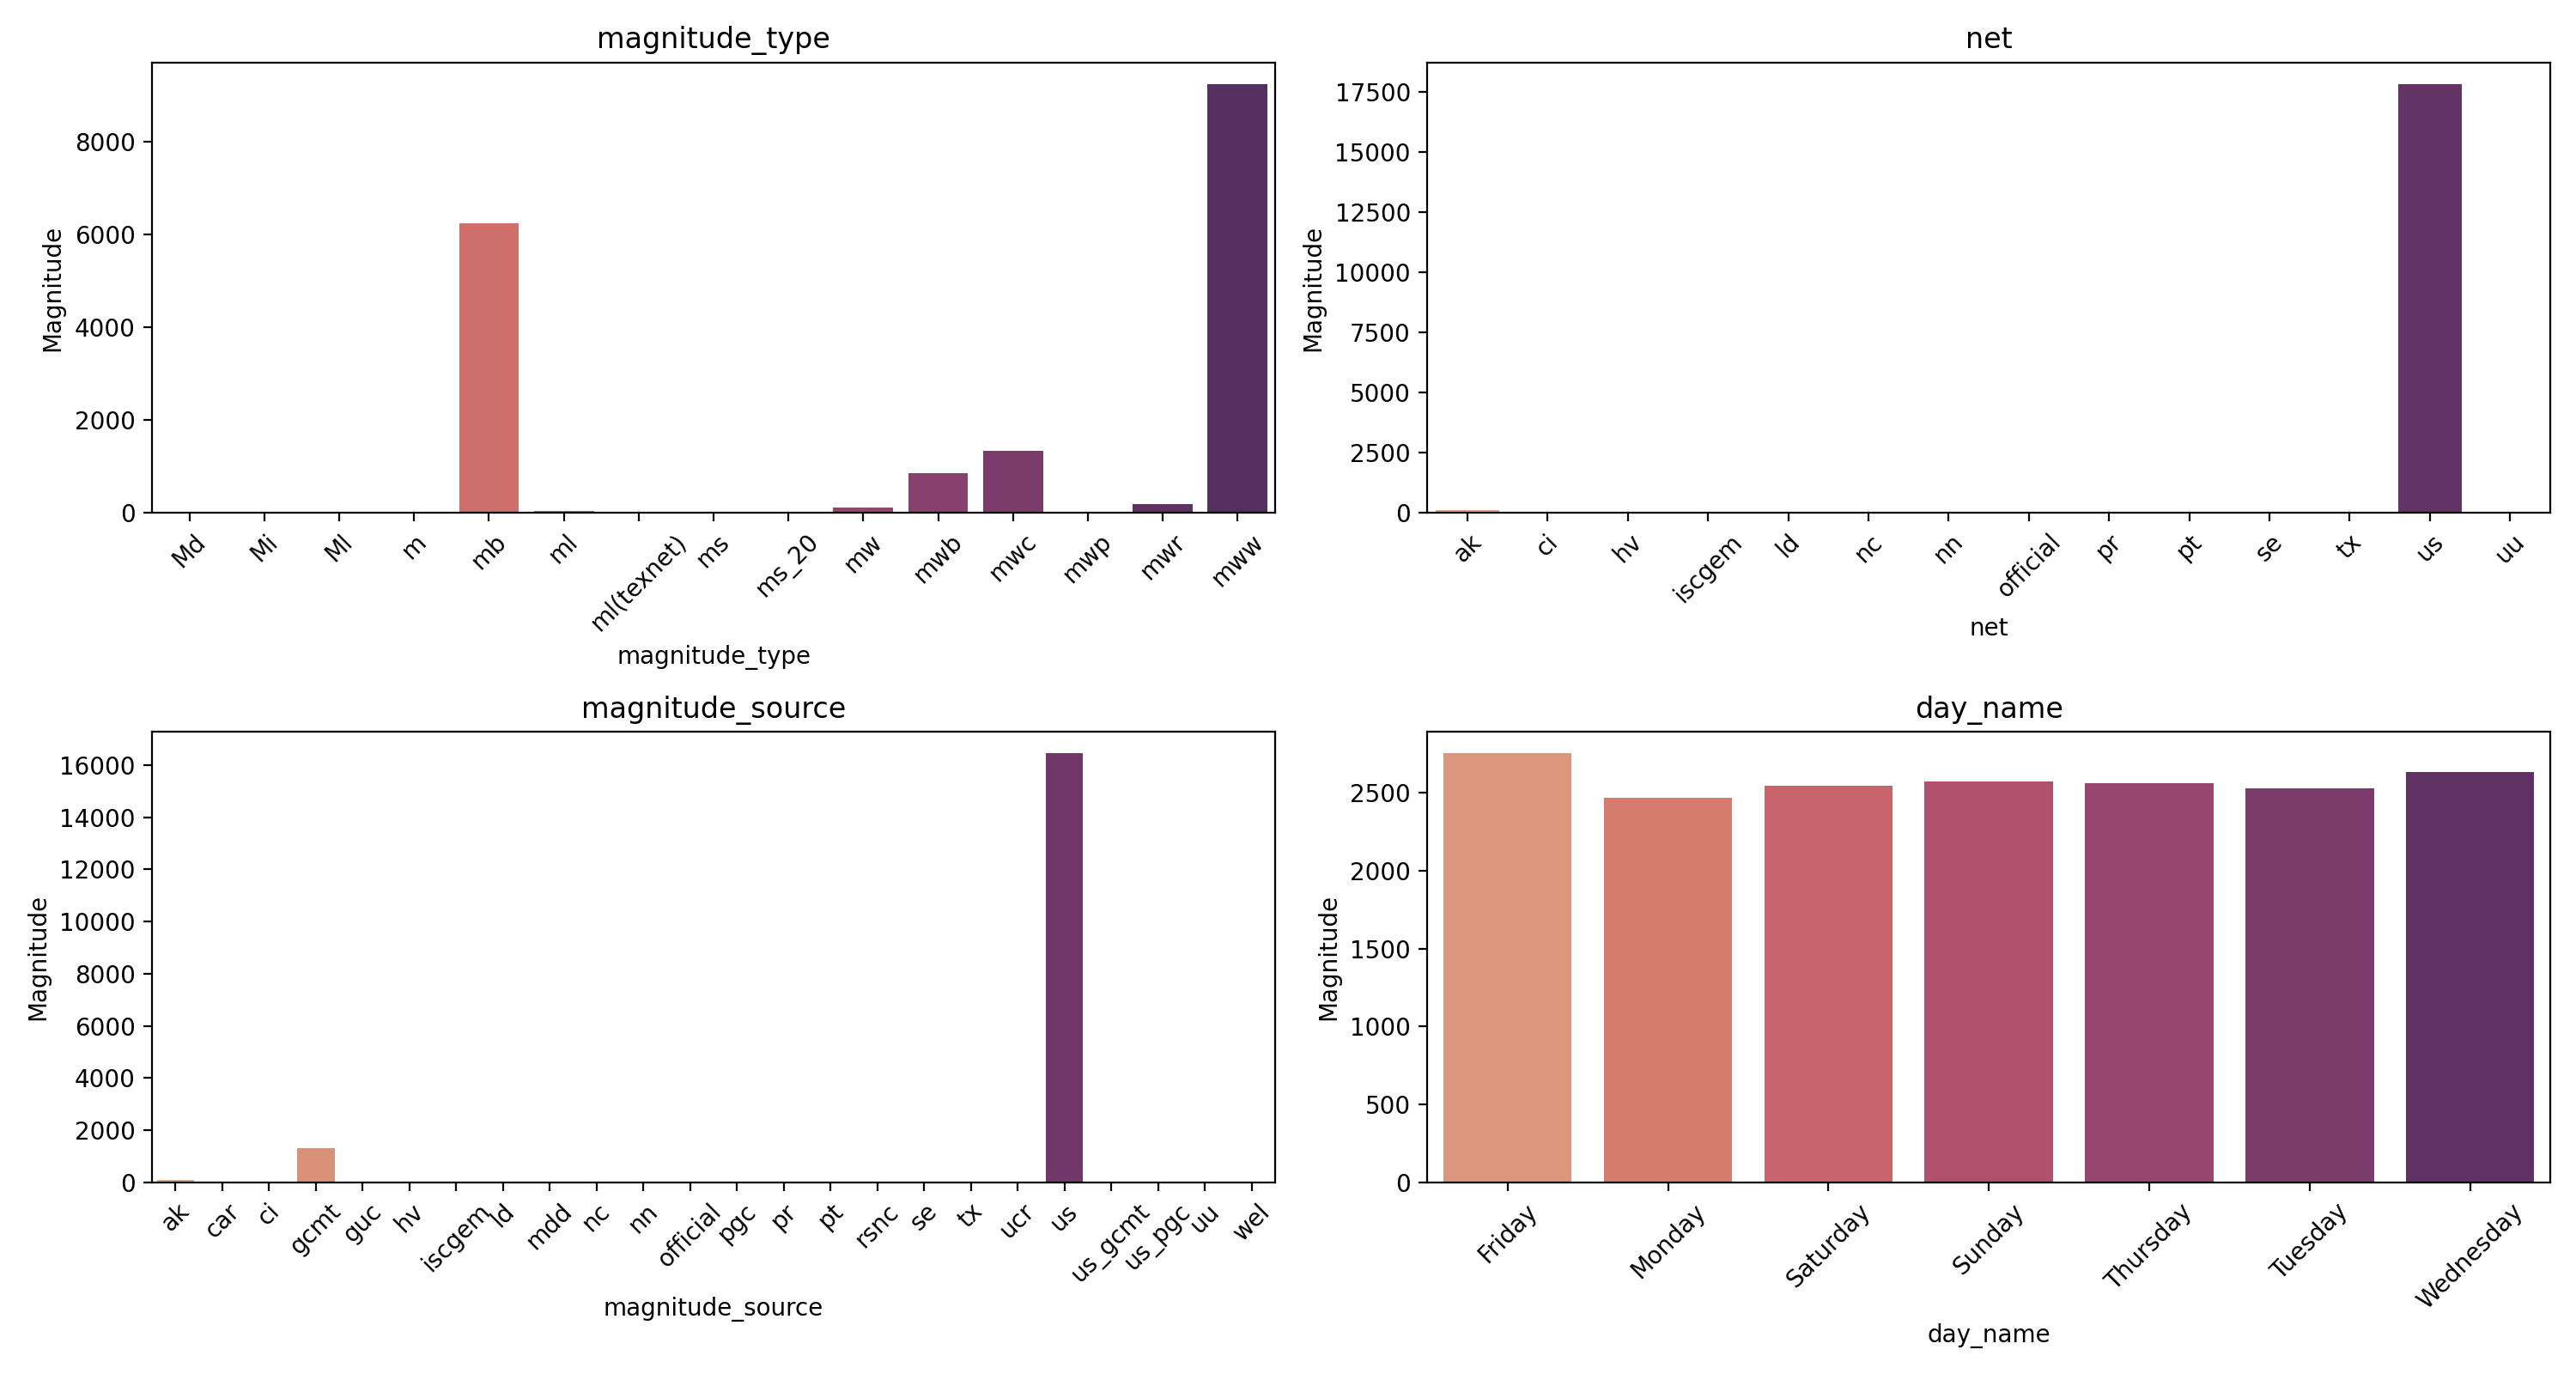 magnitude_type
Magnitude
8000
6000
4000
2000
0
Md Mi Ml m mb ml ml(texnet) ms ms_20 mw mwb mwc mwp mwr mww
magnitude_type
net
Magnitude
17500
15000
12500
10000
7500
5000
2500
0
ak ci hv iscgem ld nc nn official pr pt se tx us uu
net
magnitude_source
Magnitude
16000
14000
12000
10000
8000
6000
4000
2000
0
ak car ci gcmt guc hv iscgem ld mdd nc nn official pgc pr pt rsnc se tx ucr us us_gcmt us_pgc uu wel
magnitude_source
day_name
Magnitude
2500
2000
1500
1000
500
0
Friday Monday Saturday Sunday Thursday Tuesday Wednesday
day_name